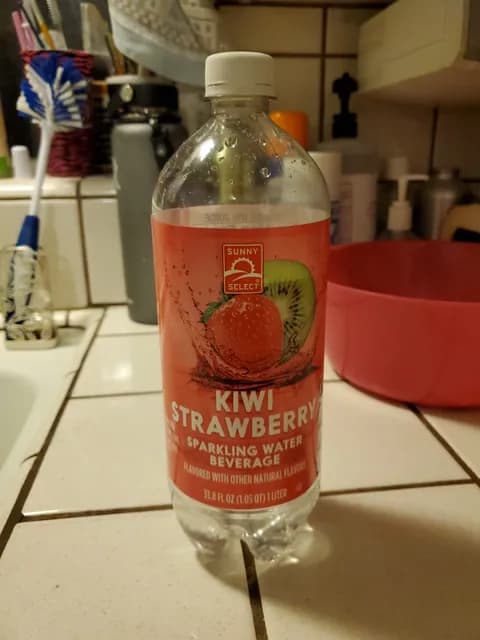 SUNNY
SELECT
KIWI
STRAWBERRY
SPARKLING WATER
BEVERAGE
FLAVORED WITH OTHER NATURAL FLAVORS
33.8 FL OZ (1.05 QT) 1 LITER